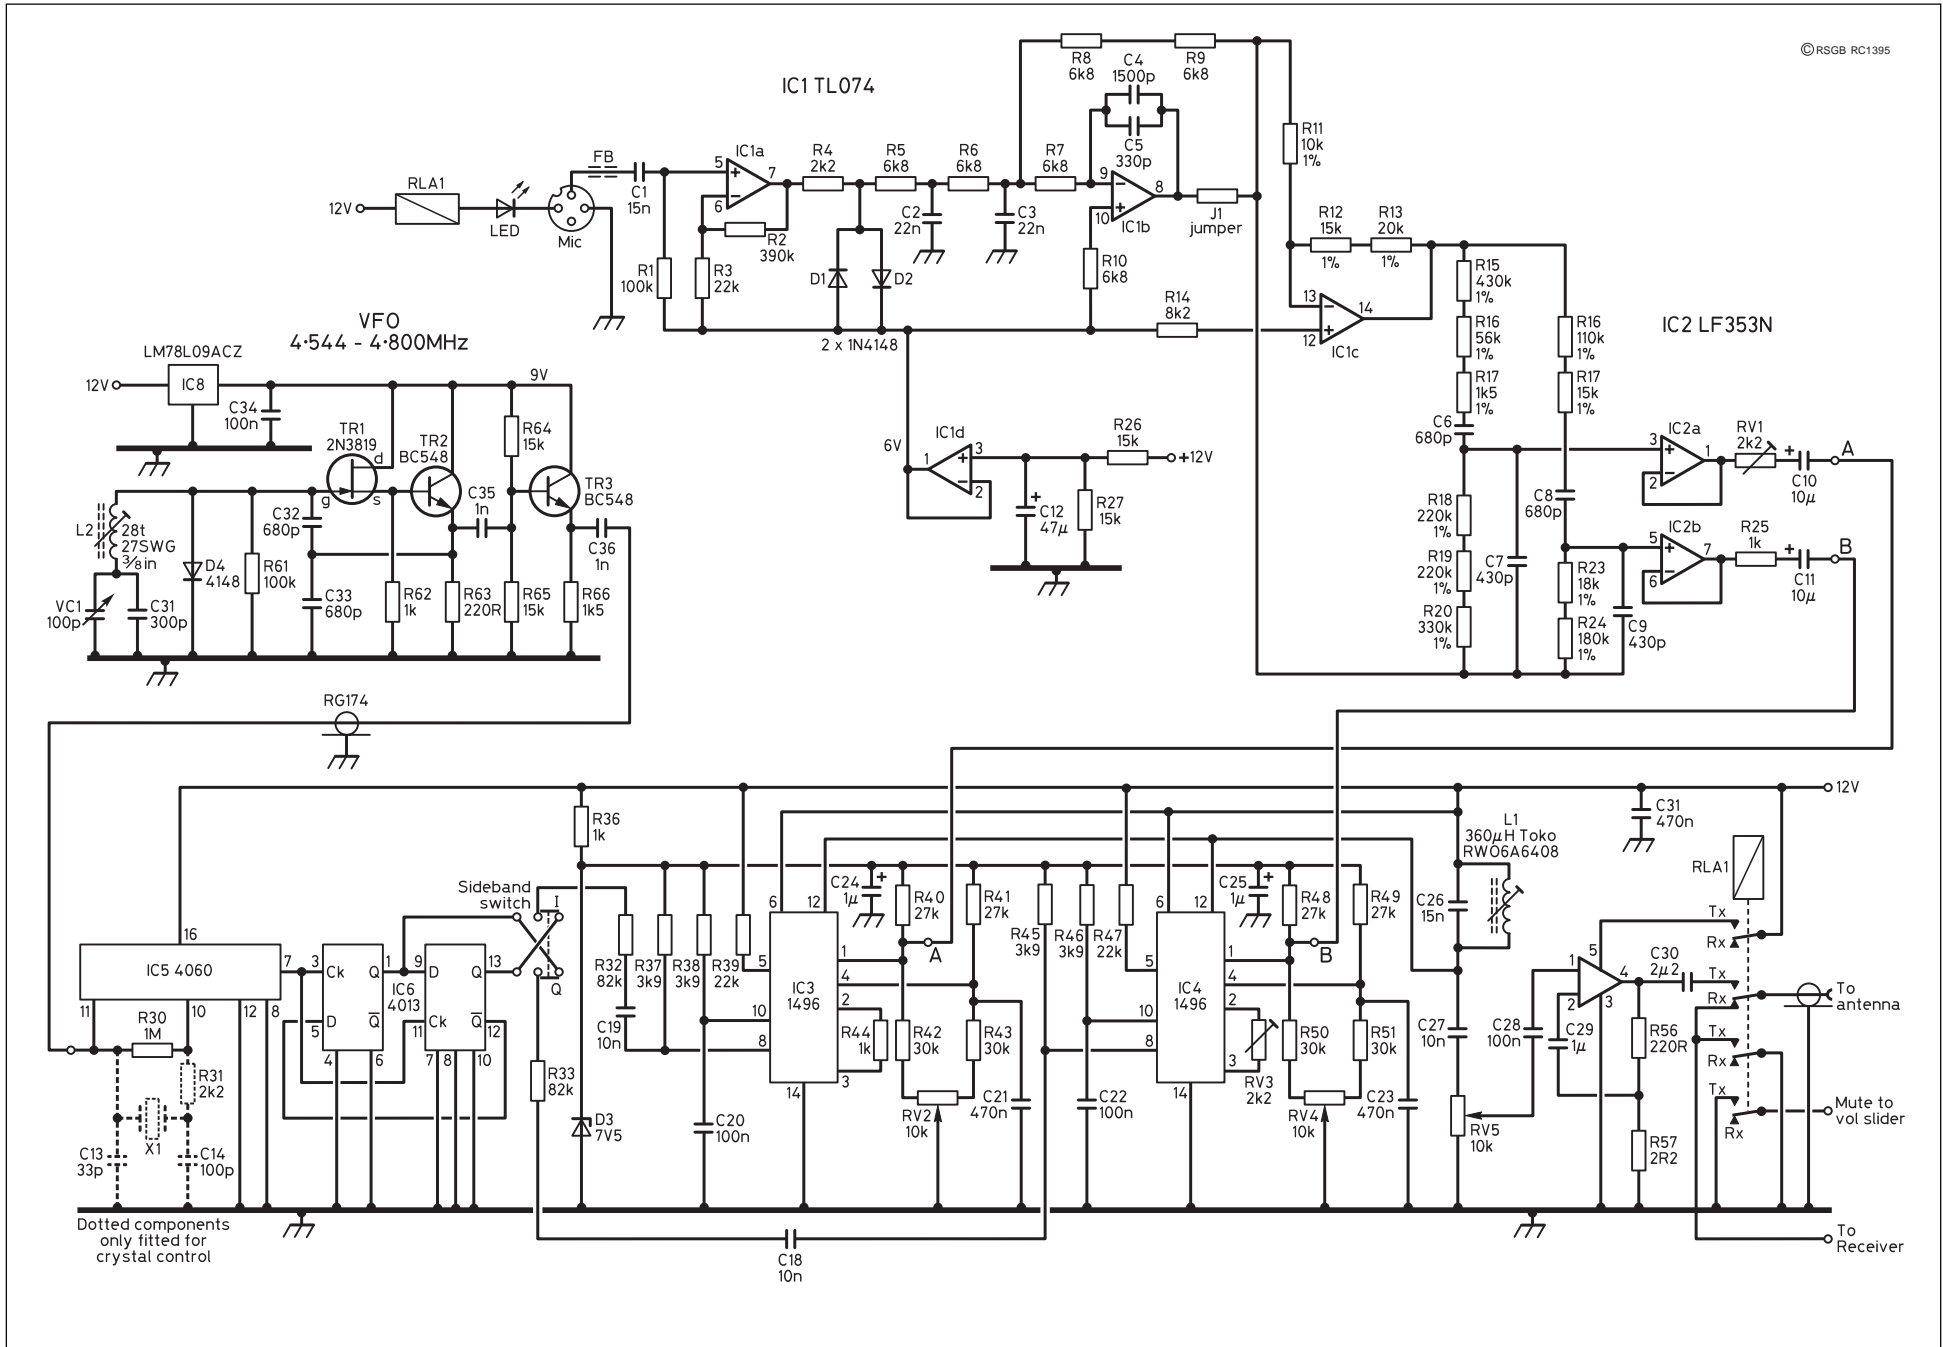 ©RSGB RC1395
IC1 TL074
R8
6k8
R9
6k8
C4
1500p
C5
330p
R11
10k
1%
RLA1
12V
LED
FB
Mic
C1
15n
IC1a
5
+
7
6
−
R2
390k
R1
100k
R3
22k
R4
2k2
R5
6k8
R6
6k8
R7
6k8
C2
22n
C3
22n
D1
D2
2 x 1N4148
9
−
8
10
+
IC1b
R10
6k8
J1
jumper
R14
8k2
R12
15k
1%
R13
20k
1%
13
−
14
12
+
IC1c
R15
430k
1%
R16
56k
1%
R17
1k5
1%
R16
110k
1%
R17
15k
1%
IC2 LF353N
VFO
4·544 – 4·800MHz
LM78L09ACZ
12V
IC8
9V
C34
100n
TR1
2N3819
d
g
s
TR2
BC548
R64
15k
TR3
BC548
C35
1n
C36
1n
L2
28t
27SWG
3/8in
D4
4148
R61
100k
C32
680p
C33
680p
R62
1k
R63
220R
R65
15k
R66
1k5
VC1
100p
C31
300p
6V
IC1d
1
3
+
−
2
R26
15k
+12V
C12
47µ
+
R27
15k
C6
680p
R18
220k
1%
R19
220k
1%
R20
330k
1%
C7
430p
C8
680p
R23
18k
1%
R24
180k
1%
C9
430p
IC2a
3
+
1
2
−
RV1
2k2
+
C10
10µ
A
IC2b
5
+
7
6
−
R25
1k
+
C11
10µ
B
RG174
12V
R36
1k
C31
470n
L1
360µH Toko
RWO6A6408
RLA1
Sideband
switch
I
Q
16
IC5 4060
7
11
10
12
8
R30
1M
R31
2k2
X1
C13
33p
C14
100p
3
Ck
Q
1
IC6
4013
5
D
Q̅
4
6
9
D
Q
13
11
Ck
Q̅
12
7
8
10
R33
82k
R32
82k
C19
10n
R37
3k9
R38
3k9
R39
22k
D3
7V5
C20
100n
6
12
5
10
8
IC3
1496
1
4
2
3
14
C24
1µ
+
R40
27k
R41
27k
A
R44
1k
R42
30k
R43
30k
RV2
10k
C21
470n
R45
3k9
R46
3k9
R47
22k
C22
100n
6
12
5
10
8
IC4
1496
1
4
2
3
14
C25
1µ
+
R48
27k
R49
27k
B
RV3
2k2
R50
30k
R51
30k
RV4
10k
C23
470n
C26
15n
C27
10n
RV5
10k
C28
100n
C29
1µ
1
5
4
2
3
C30
2µ2
R56
220R
R57
2R2
Tx
Rx
Tx
Rx
Tx
Rx
Tx
Rx
To
antenna
Mute to
vol slider
To
Receiver
C18
10n
Dotted components
only fitted for
crystal control